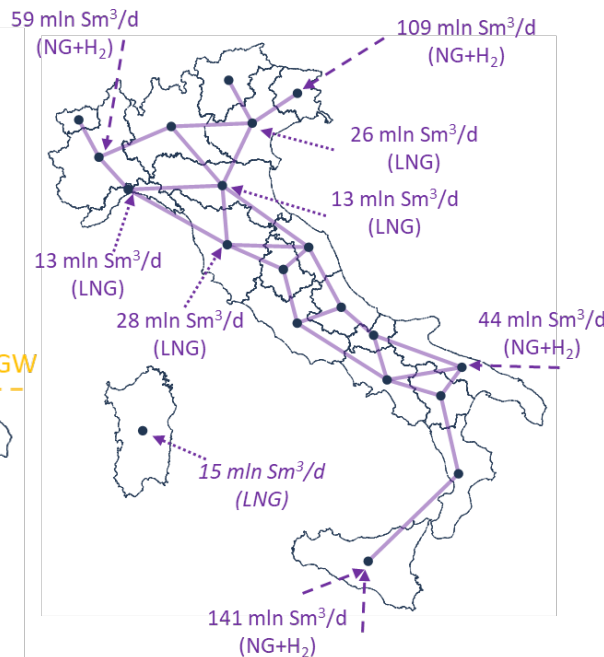 59 mln Sm³/d
(NG+H₂)
109 mln Sm³/d
(NG+H₂)
26 mln Sm³/d
(LNG)
13 mln Sm³/d
(LNG)
13 mln Sm³/d
(LNG)
28 mln Sm³/d
(LNG)
44 mln Sm³/d
(NG+H₂)
GW
15 mln Sm³/d
(LNG)
141 mln Sm³/d
(NG+H₂)